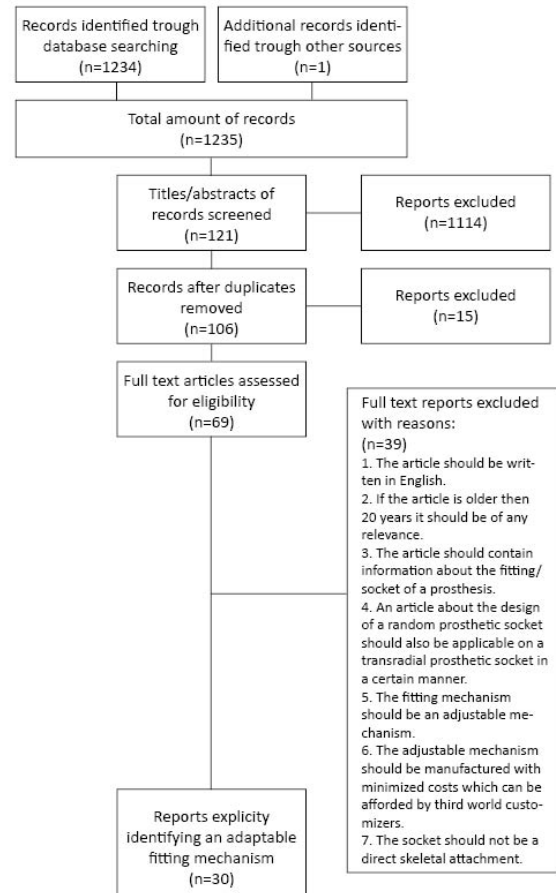 Records identified trough
database searching
(n=1234)
Additional records identi-
fied trough other sources
(n=1)
Total amount of records
(n=1235)
Titles/abstracts of
records screened
(n=121)
Reports excluded
(n=1114)
Records after duplicates
removed
(n=106)
Reports excluded
(n=15)
Full text articles assessed
for eligibility
(n=69)
Full text reports excluded
with reasons:
(n=39)
1. The article should be writ-
ten in English.
2. If the article is older then
20 years it should be of any
relevance.
3. The article should contain
information about the fitting/
socket of a prosthesis.
4. An article about the design
of a random prosthetic socket
should also be applicable on a
transradial prosthetic socket in
a certain manner.
5. The fitting mechanism
should be an adjustable me-
chanism.
6. The adjustable mechanism
should be manufactured with
minimized costs which can be
afforded by third world custo-
mizers.
7. The socket should not be a
direct skeletal attachment.
Reports explicity
identifying an adaptable
fitting mechanism
(n=30)